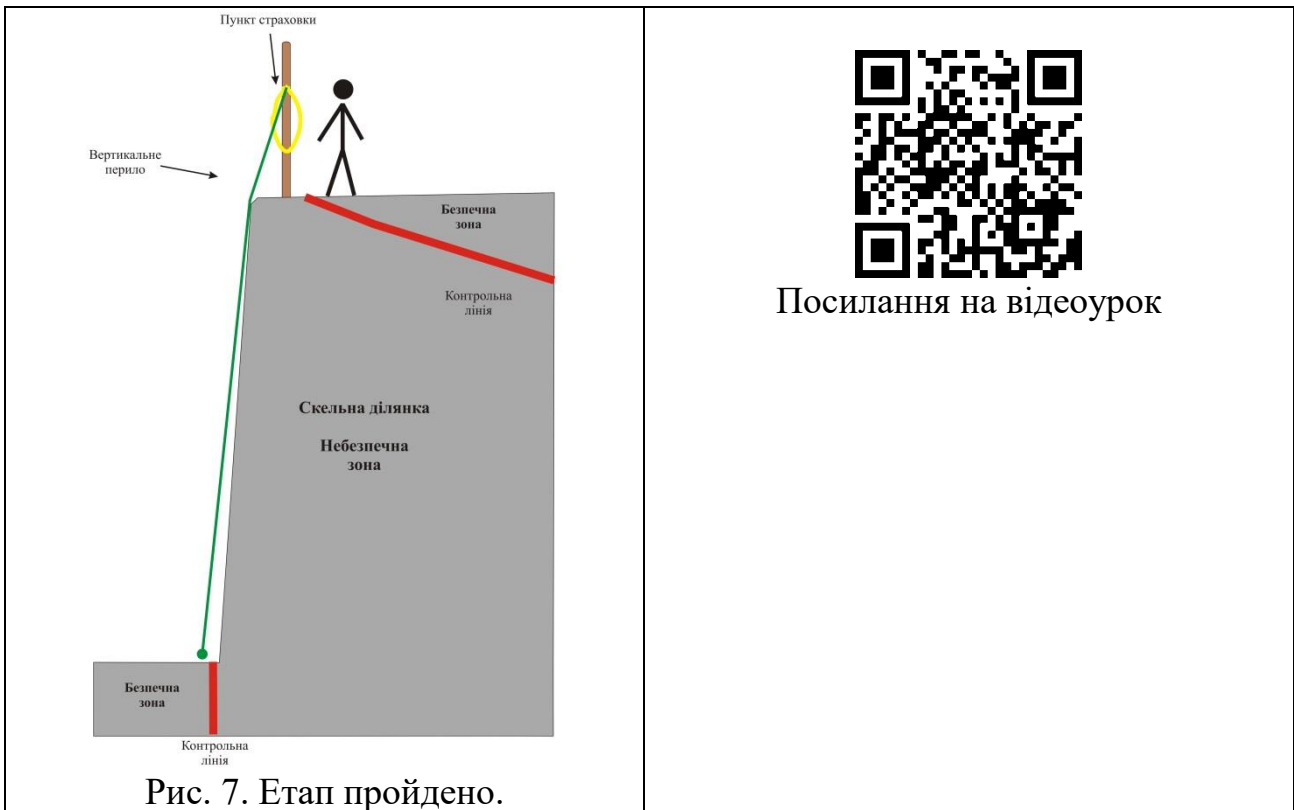 Пункт страховки
Вертикальне
перило
Безпечна
зона
Контрольна
лінія
Скельна ділянка
Небезпечна
зона
Безпечна
зона
Контрольна
лінія
Рис. 7. Етап пройдено.
Посилання на відеоурок